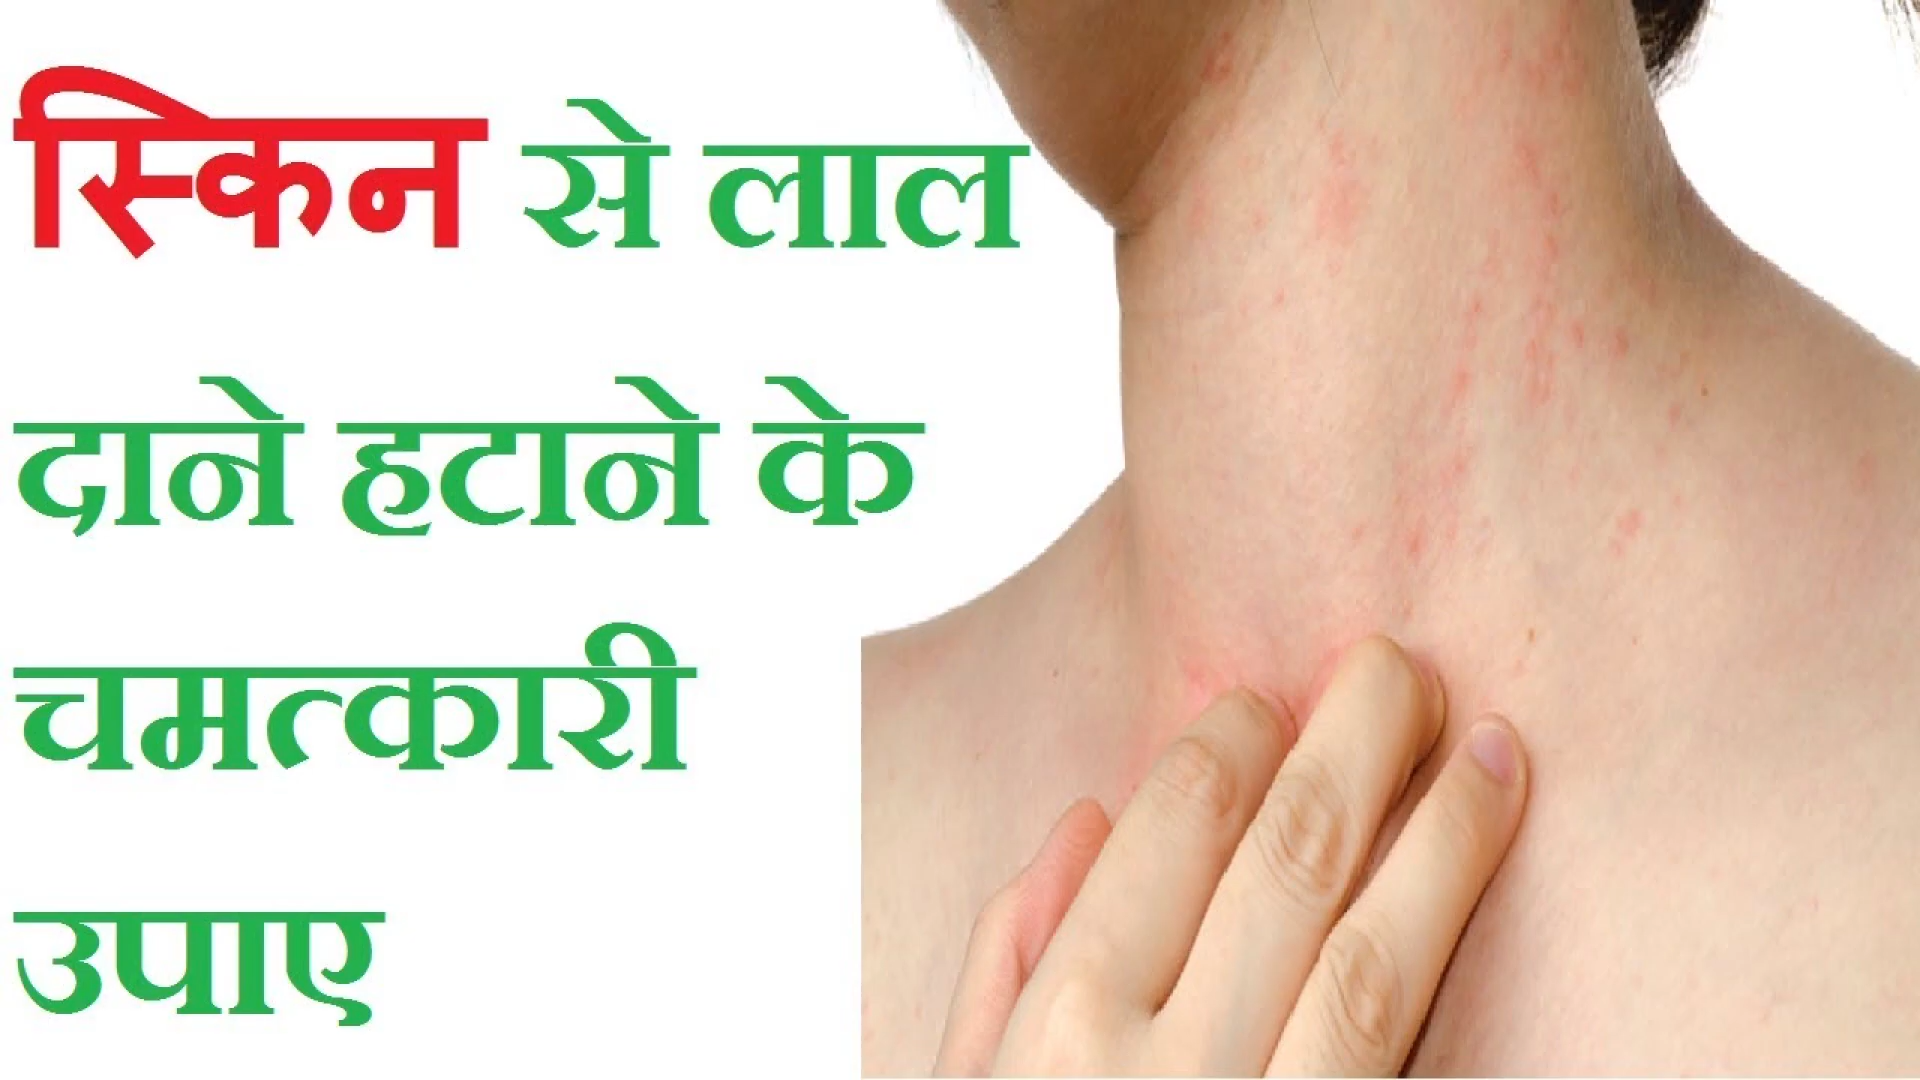 स्किन से लाल
दाने हटाने के
चमत्कारी
उपाए